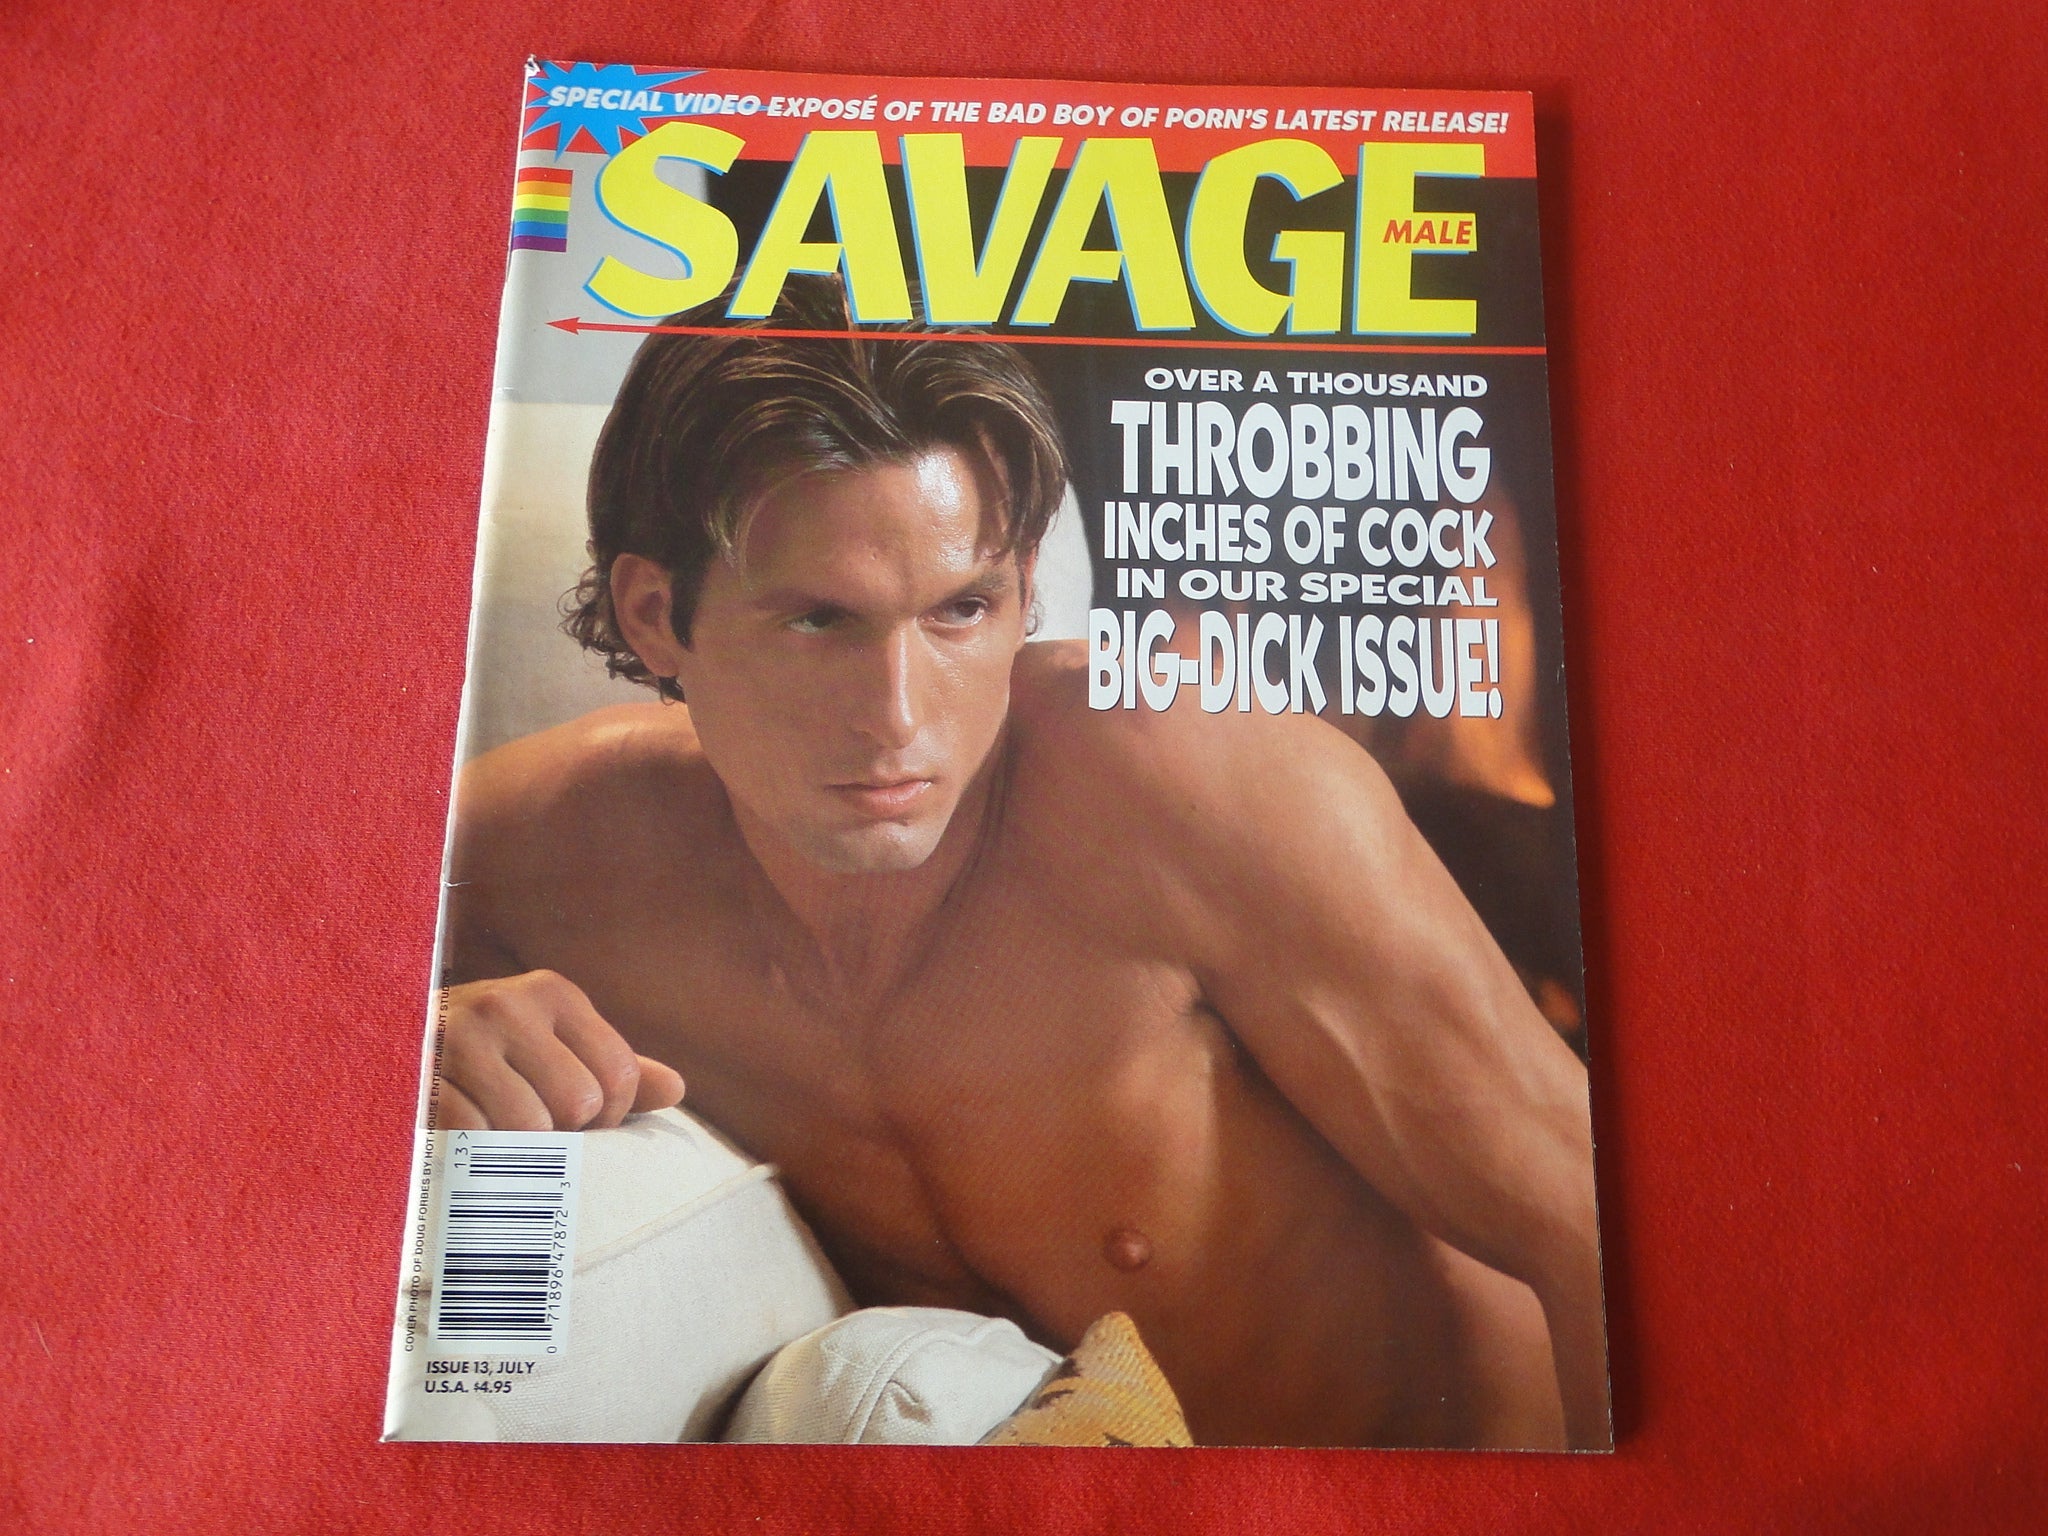 SPECIAL VIDEO EXPOSÉ OF THE BAD BOY OF PORN'S LATEST RELEASE!
SAVAGE
MALE
OVER A THOUSAND
THROBBING
INCHES OF COCK
IN OUR SPECIAL
BIG-DICK ISSUE!
COVER PHOTO OF DOUG FORBES BY HOT HOUSE ENTERTAINMENT STUDIOS
13>
0 71896 47872 3
ISSUE 13, JULY
U.S.A. $4.95